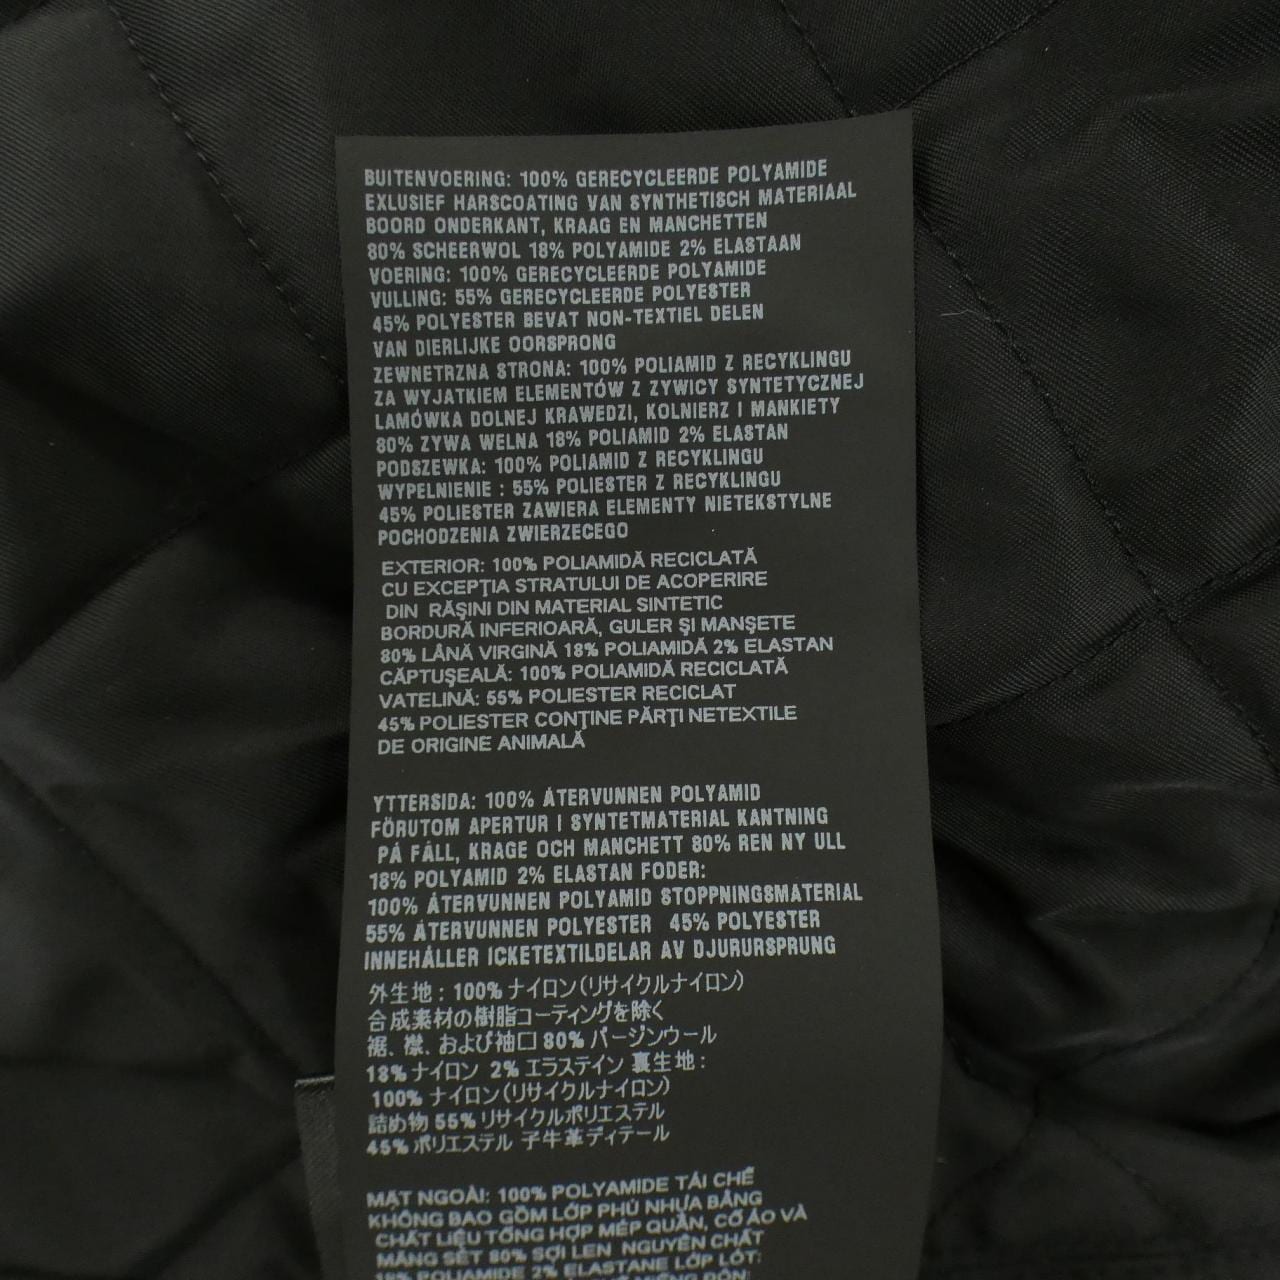 BUITENVOERING: 100% GERECYCLEERDE POLYAMIDE
EXLUSIEF HARSCOATING VAN SYNTHETISCH MATERIAAL
BOORD ONDERKANT, KRAAG EN MANCHETTEN
80% SCHEERWOL 18% POLYAMIDE 2% ELASTAAN
VOERING: 100% GERECYCLEERDE POLYAMIDE
VULLING: 55% GERECYCLEERDE POLYESTER
45% POLYESTER BEVAT NON-TEXTIEL DELEN
VAN DIERLIJKE OORSPRONG
ZEWNETRZNA STRONA: 100% POLIAMID Z RECYKLINGU
ZA WYJATKIEM ELEMENTÓW Z ZYWICY SYNTETYCZNEJ
LAMÓWKA DOLNEJ KRAWEDZI, KOLNIERZ I MANKIETY
80% ZYWA WELNA 18% POLIAMID 2% ELASTAN
PODSZEWKA: 100% POLIAMID Z RECYKLINGU
WYPELNIENIE : 55% POLIESTER Z RECYKLINGU
45% POLIESTER ZAWIERA ELEMENTY NIETEKSTYLNE
POCHODZENIA ZWIERZECEGO
EXTERIOR: 100% POLIAMIDĂ RECICLATĂ
CU EXCEPŢIA STRATULUI DE ACOPERIRE
DIN RĂŞINI DIN MATERIAL SINTETIC
BORDURĂ INFERIOARĂ, GULER ŞI MANŞETE
80% LÂNĂ VIRGINĂ 18% POLIAMIDĂ 2% ELASTAN
CĂPTUŞEALĂ: 100% POLIAMIDĂ RECICLATĂ
VATELINĂ: 55% POLIESTER RECICLAT
45% POLIESTER CONŢINE PĂRŢI NETEXTILE
DE ORIGINE ANIMALĂ
YTTERSIDA: 100% ÅTERVUNNEN POLYAMID
FÖRUTOM APERTUR I SYNTETMATERIAL KANTNING
PÅ FÅLL, KRAGE OCH MANCHETT 80% REN NY ULL
18% POLYAMID 2% ELASTAN FODER:
100% ÅTERVUNNEN POLYAMID STOPPNINGSMATERIAL
55% ÅTERVUNNEN POLYESTER 45% POLYESTER
INNEHÅLLER ICKETEXTILDELAR AV DJURURSPRUNG
外生地 : 100% ナイロン(リサイクルナイロン)
合成素材の樹脂コーティングを除く
裾、襟、および袖口 80% バージンウール
18% ナイロン 2% エラステイン 裏生地 :
100% ナイロン(リサイクルナイロン)
詰め物 55% リサイクルポリエステル
45% ポリエステル 子牛革ディテール
MẶT NGOÀI: 100% POLYAMIDE TÁI CHẾ
KHÔNG BAO GỒM LỚP PHỦ NHỰA BẰNG
CHẤT LIỆU TỔNG HỢP MÉP QUẦN, CỔ ÁO VÀ
MĂNG SÉT 80% SỢI LEN NGUYÊN CHẤT
18% POLIAMIDE 2% ELASTANE LỚP LÓT: